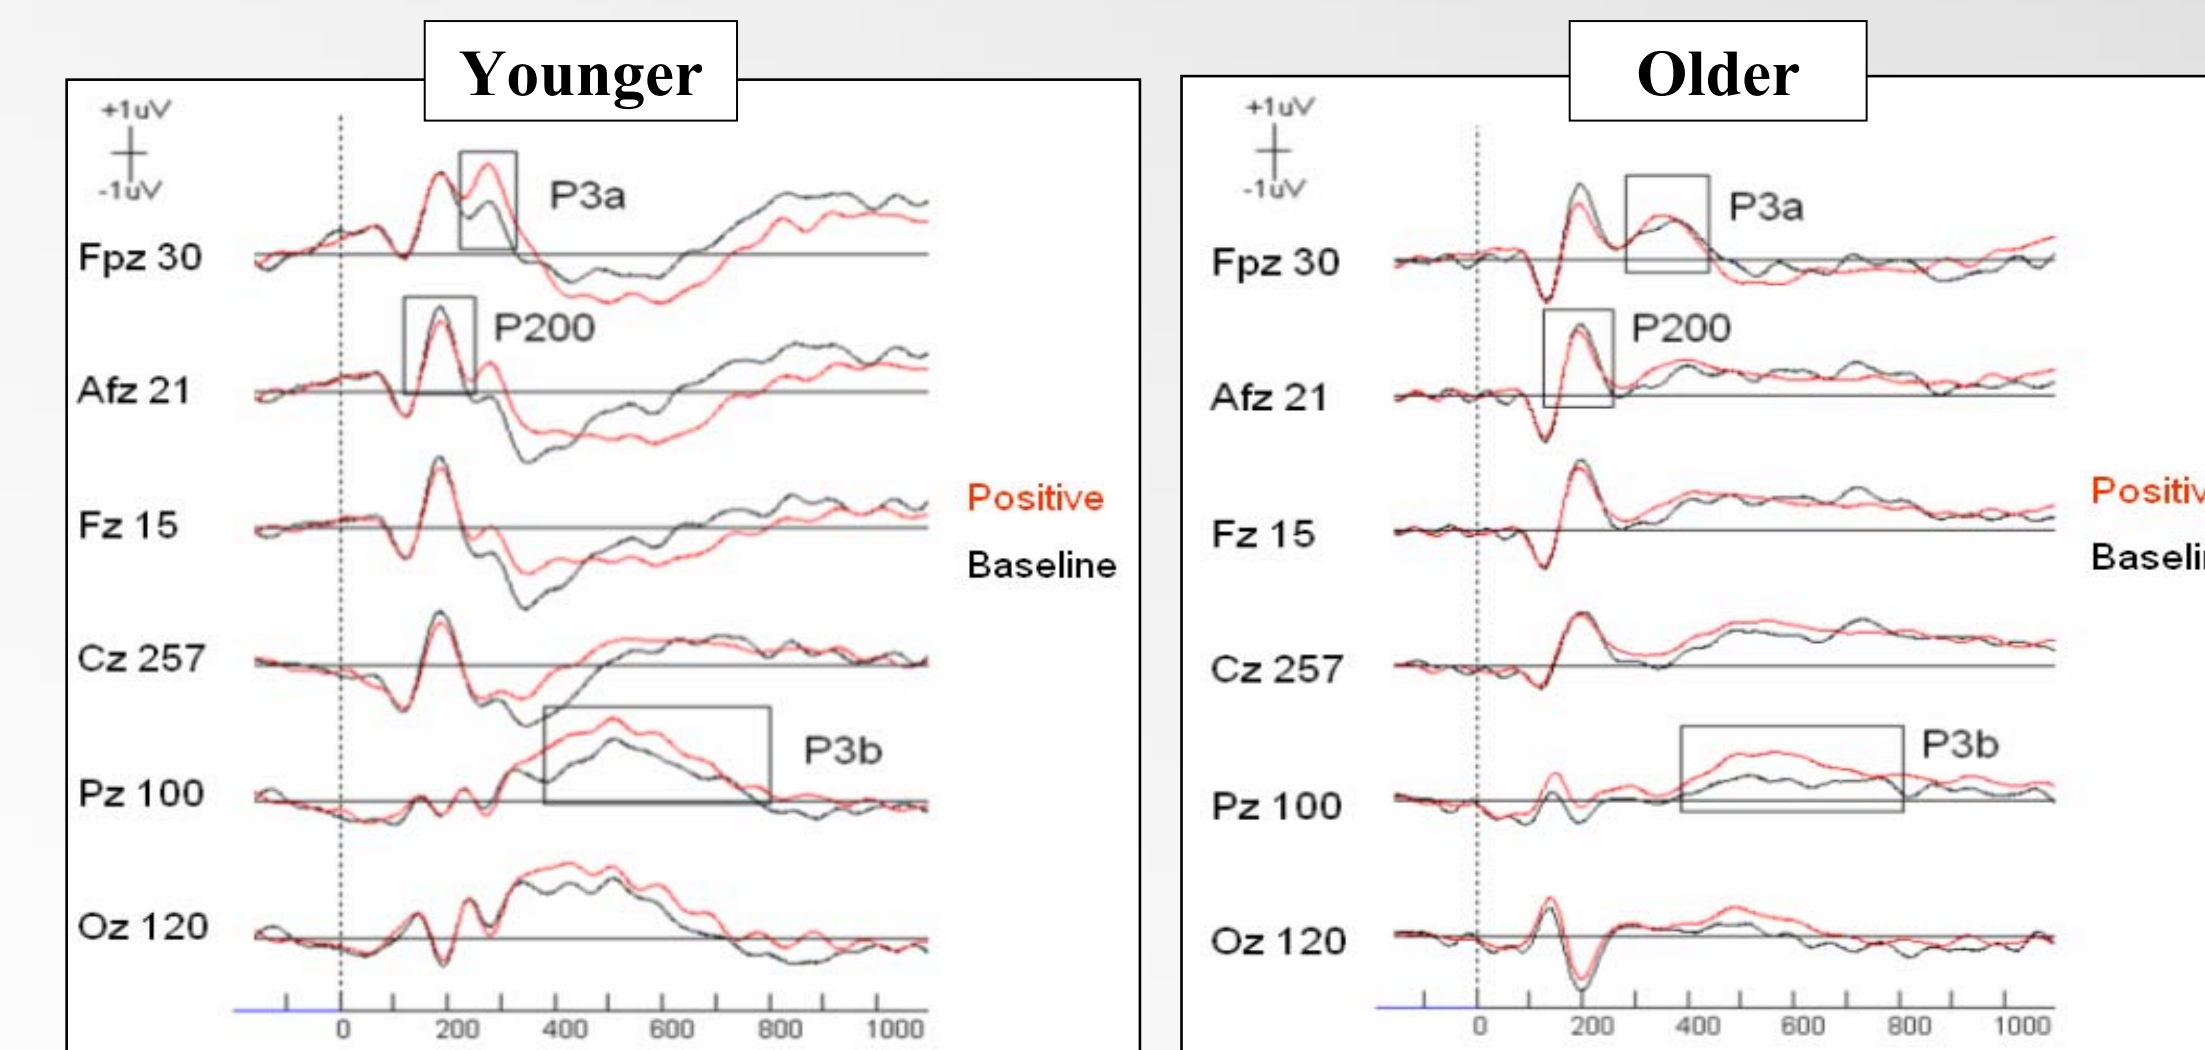 Younger
+1uV
-1uV
P3a
Fpz 30
P200
Afz 21
Positive
Fz 15
Baseline
Cz 257
P3b
Pz 100
Oz 120
0 200 400 600 800 1000
Older
+1uV
-1uV
P3a
Fpz 30
P200
Afz 21
Positiv
Fz 15
Baseli
Cz 257
P3b
Pz 100
Oz 120
0 200 400 600 800 1000